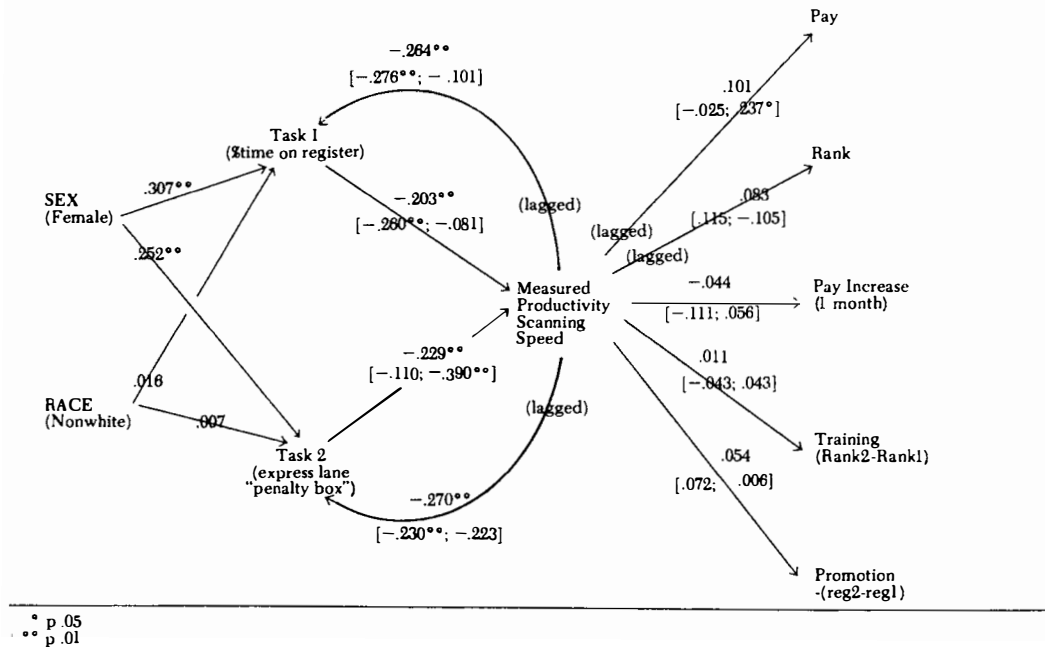 Pay
-.264°°
[-.276°°; - .101]
.101
[-.025; .237°]
Task 1
(%time on register)
Rank
.307°°
SEX
(Female)
-.203°°
[-.260°°; -.081]
(lagged)
.083
[.115; -.105]
(lagged)
(lagged)
.252°°
Measured
Productivity
Scanning
Speed
-.044
[-.111; .056]
Pay Increase
(1 month)
-.229°°
[-.110; -.390°°]
.011
[-.043; .043]
.016
RACE
(Nonwhite)
.007
(lagged)
Task 2
(express lane
"penalty box")
Training
(Rank2-Rank1)
.054
[.072; .006]
-.270°°
[-.230°°; -.223]
Promotion
-(reg2-reg1)
° p .05
°° p .01